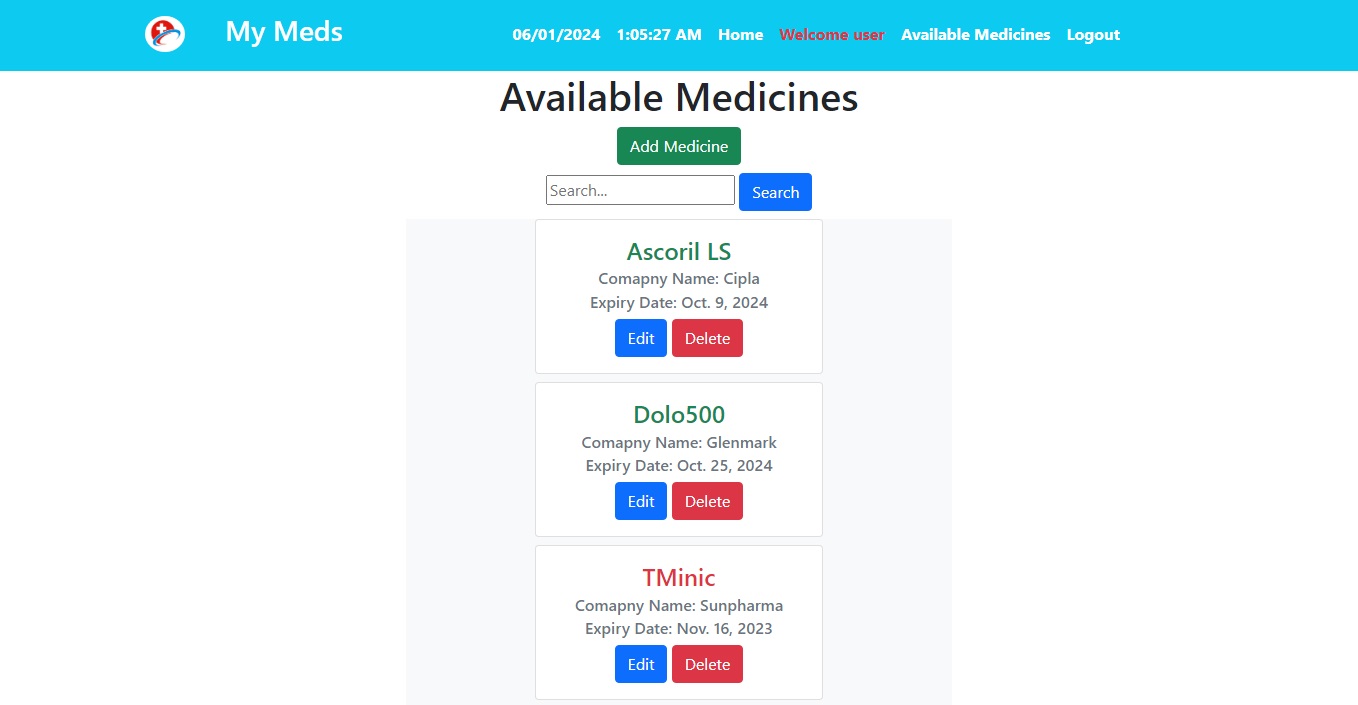 My Meds
06/01/2024 1:05:27 AM Home Welcome user Available Medicines Logout
Available Medicines
Add Medicine
Search... Search
Ascoril LS
Comapny Name: Cipla
Expiry Date: Oct. 9, 2024
Edit Delete
Dolo500
Comapny Name: Glenmark
Expiry Date: Oct. 25, 2024
Edit Delete
TMinic
Comapny Name: Sunpharma
Expiry Date: Nov. 16, 2023
Edit Delete